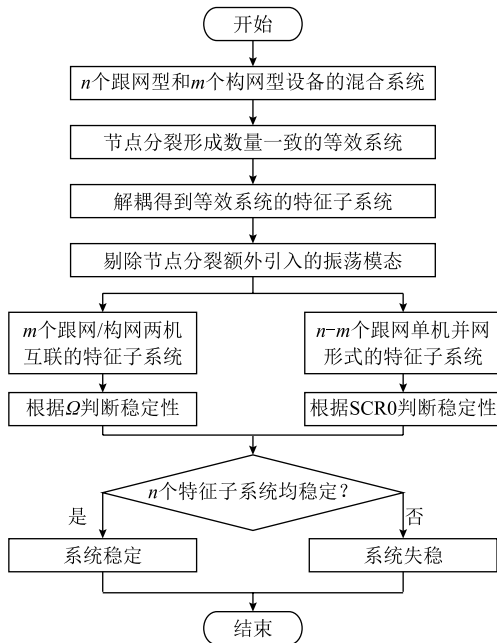 开始
n个跟网型和m个构网型设备的混合系统
节点分裂形成数量一致的等效系统
解耦得到等效系统的特征子系统
剔除节点分裂额外引入的振荡模态
m个跟网/构网两机
互联的特征子系统
n−m个跟网单机并网
形式的特征子系统
根据Ω判断稳定性
根据SCR0判断稳定性
n个特征子系统均稳定？
是
否
系统稳定
系统失稳
结束